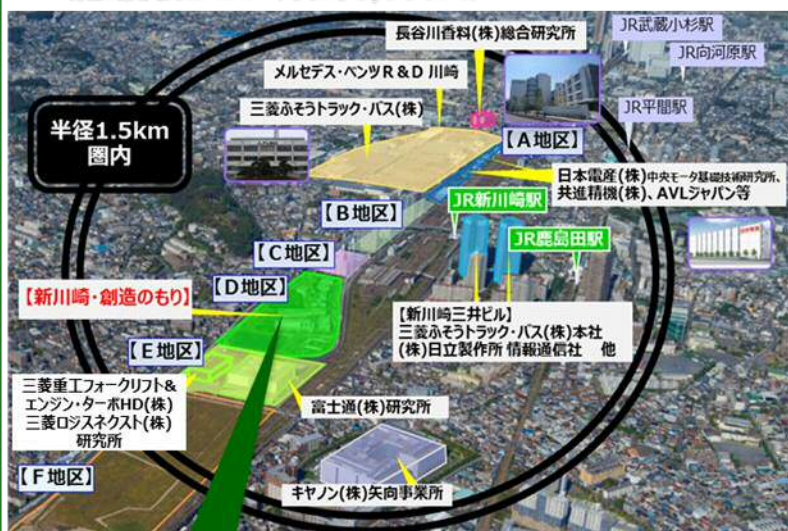 長谷川香料(株)総合研究所
JR武蔵小杉駅
JR向河原駅
メルセデス・ベンツR&D 川崎
三菱ふそうトラック・バス(株)
JR平間駅
半径1.5km
圏内
【A地区】
日本電産(株)中央モータ基礎技術研究所、
共進精機(株)、AVLジャパン等
【B地区】
JR新川崎駅
JR鹿島田駅
【C地区】
【D地区】
【新川崎・創造のもり】
【新川崎三井ビル】
三菱ふそうトラック・バス(株)本社
(株)日立製作所 情報通信社 他
【E地区】
三菱重工フォークリフト&
エンジン・ターボHD(株)
三菱ロジスネクスト(株)
研究所
富士通(株)研究所
【F地区】
キヤノン(株)矢向事業所